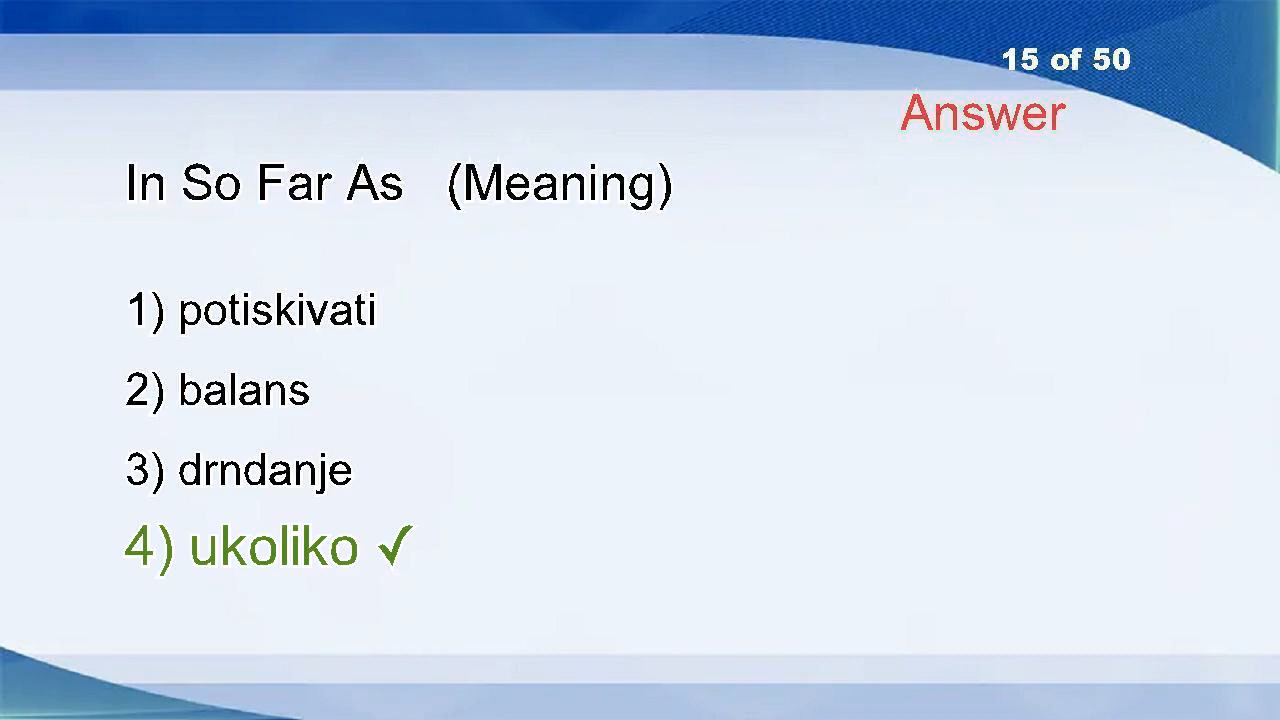 15 of 50
Answer
In So Far As (Meaning)
1) potiskivati
2) balans
3) drndanje
4) ukoliko ✓